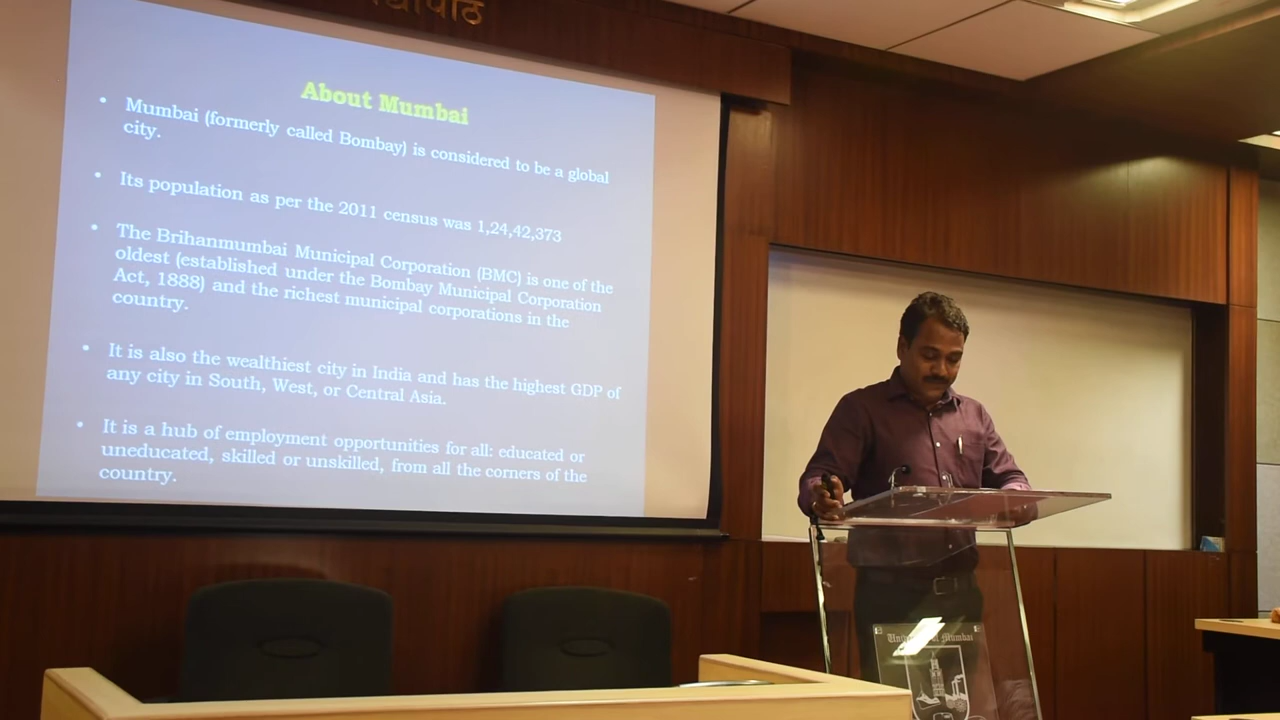 About Mumbai
• Mumbai (formerly called Bombay) is considered to be a global
city.
• Its population as per the 2011 census was 1,24,42,373
• The Brihanmumbai Municipal Corporation (BMC) is one of the
oldest (established under the Bombay Municipal Corporation
Act, 1888) and the richest municipal corporations in the
country.
• It is also the wealthiest city in India and has the highest GDP of
any city in South, West, or Central Asia.
• It is a hub of employment opportunities for all: educated or
uneducated, skilled or unskilled, from all the corners of the
country.
Mumbai